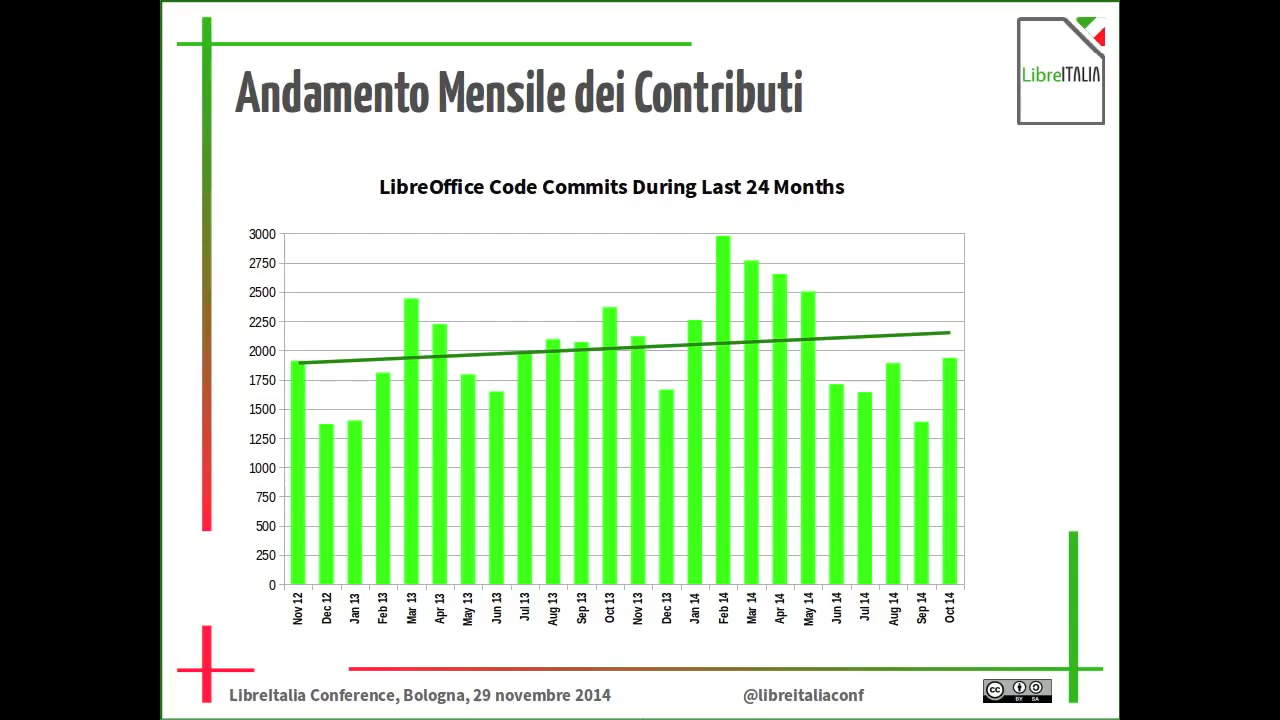 Andamento Mensile dei Contributi
LibreITALIA
LibreOffice Code Commits During Last 24 Months
3000
2750
2500
2250
2000
1750
1500
1250
1000
750
500
250
0
Nov 12
Dec 12
Jan 13
Feb 13
Mar 13
Apr 13
May 13
Jun 13
Jul 13
Aug 13
Sep 13
Oct 13
Nov 13
Dec 13
Jan 14
Feb 14
Mar 14
Apr 14
May 14
Jun 14
Jul 14
Aug 14
Sep 14
Oct 14
LibreItalia Conference, Bologna, 29 novembre 2014
@libreitaliaconf
cc
BY SA